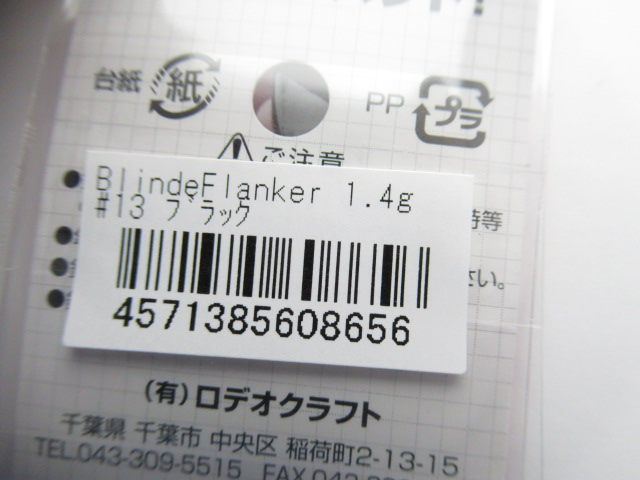 台紙 紙 PP プラ
ご注意
BlindeFlanker 1.4g
#13 ブラック
等
さい。
4571385608656
(有)ロデオクラフト
千葉県 千葉市 中央区 稲荷町2-13-15
TEL.043-309-5515 FAX.043